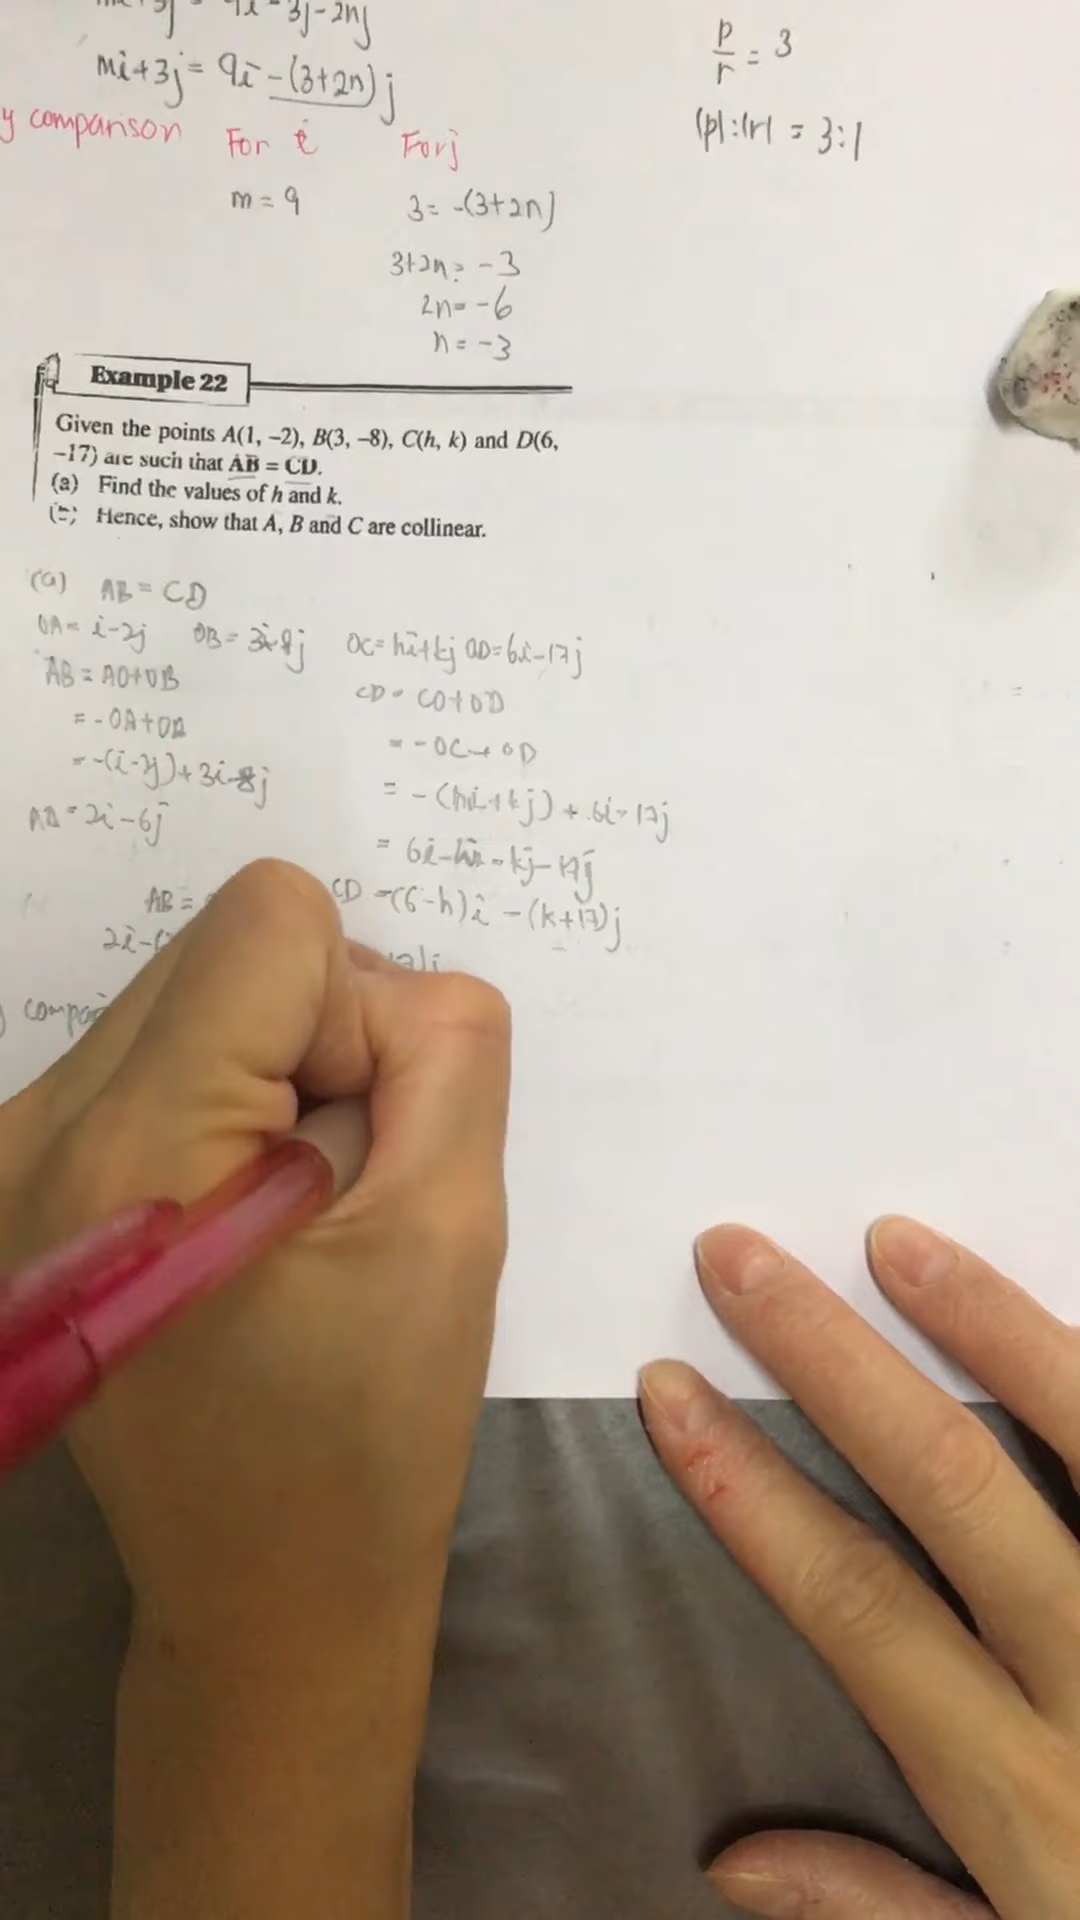 mi+3j = 9i -(3+2n)j
y comparison For i For j
m = 9
3 = -(3+2n)
3+2n = -3
2n = -6
n = -3
p/r = 3
|p|:|r| = 3:1
Example 22
Given the points A(1, –2), B(3, –8), C(h, k) and D(6,
–17) are such that AB = CD.
(a) Find the values of h and k.
Hence, show that A, B and C are collinear.
(a) AB = CD
OA = i-2j OB = 3i-8j OC = hi+kj OD = 6i-17j
AB = AO+OB
= -OA+OB
= -(i-2j)+3i-8j
AB = 2i-6j
CD = CO+OD
= -OC+OD
= -(hi+kj) + 6i-17j
= 6i-hi-kj-17j
CD = (6-h)i -(k+17)j
AB =
2i-